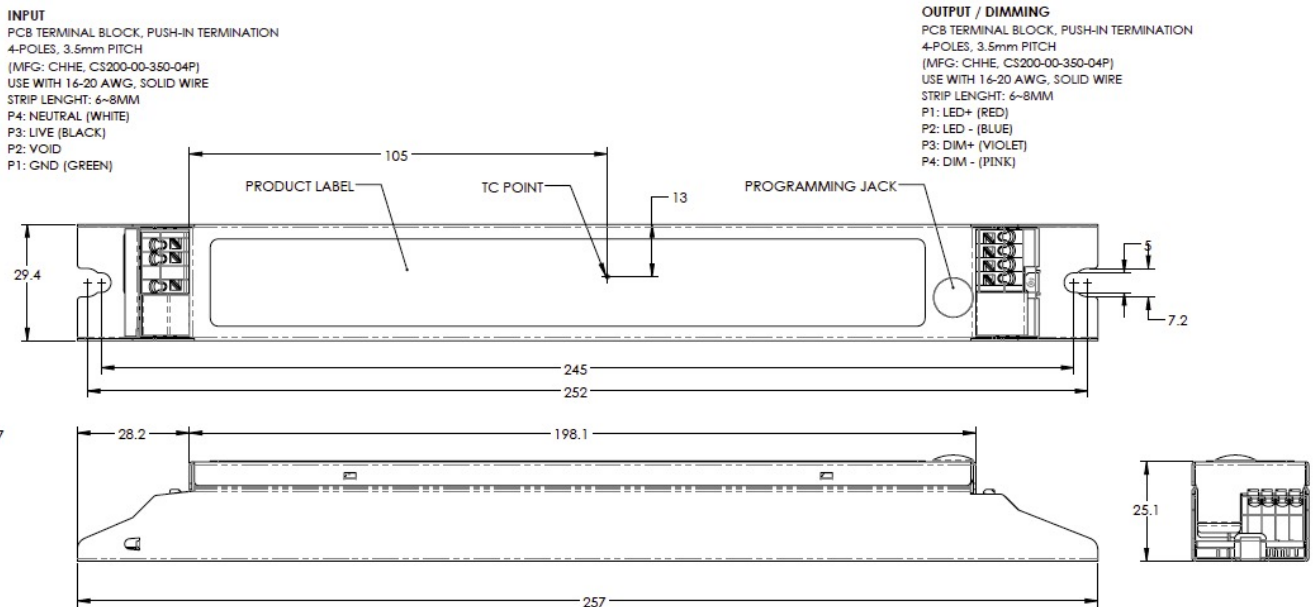 INPUT
PCB TERMINAL BLOCK, PUSH-IN TERMINATION
4-POLES, 3.5mm PITCH
(MFG: CHHE, CS200-00-350-04P)
USE WITH 16-20 AWG, SOLID WIRE
STRIP LENGHT: 6~8MM
P4: NEUTRAL (WHITE)
P3: LIVE (BLACK)
P2: VOID
P1: GND (GREEN)
OUTPUT / DIMMING
PCB TERMINAL BLOCK, PUSH-IN TERMINATION
4-POLES, 3.5mm PITCH
(MFG: CHHE, CS200-00-350-04P)
USE WITH 16-20 AWG, SOLID WIRE
STRIP LENGHT: 6~8MM
P1: LED+ (RED)
P2: LED - (BLUE)
P3: DIM+ (VIOLET)
P4: DIM - (PINK)
105
PRODUCT LABEL
TC POINT
13
PROGRAMMING JACK
29.4
5
7.2
245
252
7
28.2
198.1
25.1
257